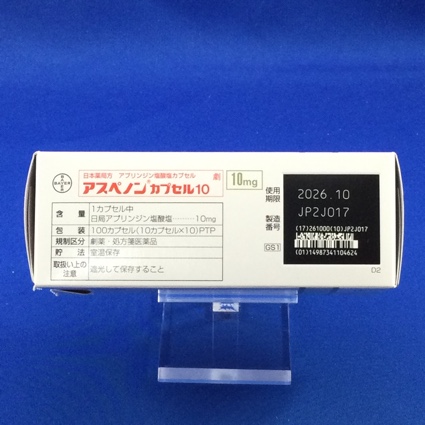 BAYER
日本薬局方 アプリンジン塩酸塩カプセル
劇
アスペノン®カプセル10
10mg
含量
1カプセル中
日局アプリンジン塩酸塩……10mg
包装
100カプセル(10カプセル×10)PTP
規制区分
劇薬・処方箋医薬品
貯法
室温保存
取扱い上の注意
遮光して保存すること
使用期限
2026.10
製造番号
JP2J017
(17)261000(10)JP2J017
GS1
(01)14987341104624
D2